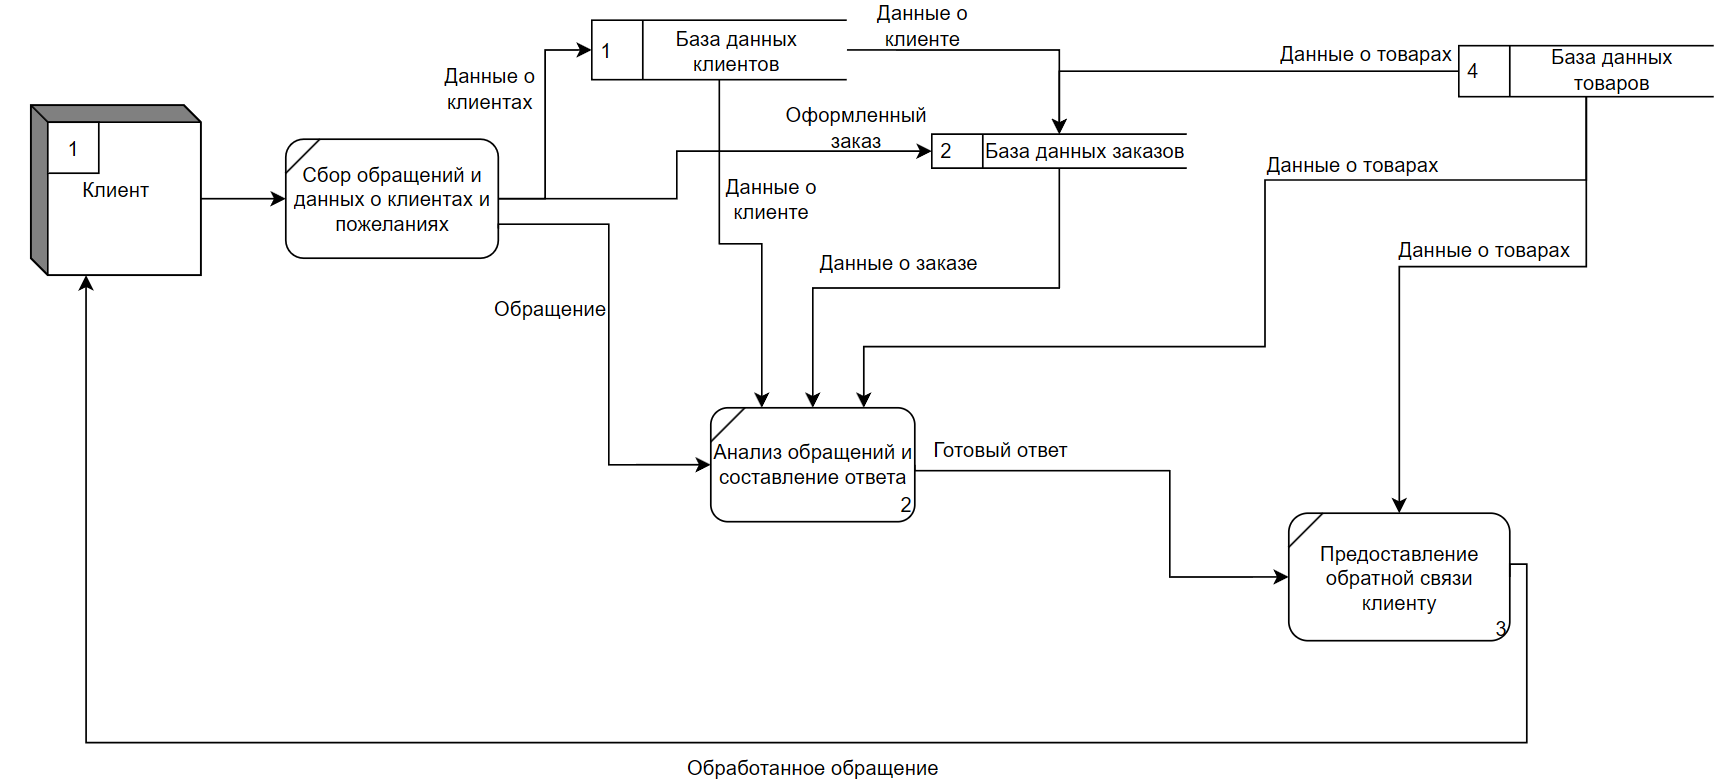 Данные о
клиенте
1
База данных
клиентов
Данные о товарах
4
База данных
товаров
Данные о
клиентах
Оформленный
заказ
1
Клиент
2
База данных заказов
Сбор обращений и
данных о клиентах и
пожеланиях
Данные о
клиенте
Данные о товарах
Данные о товарах
Данные о заказе
Обращение
Анализ обращений и
составление ответа
2
Готовый ответ
Предоставление
обратной связи
клиенту
3
Обработанное обращение